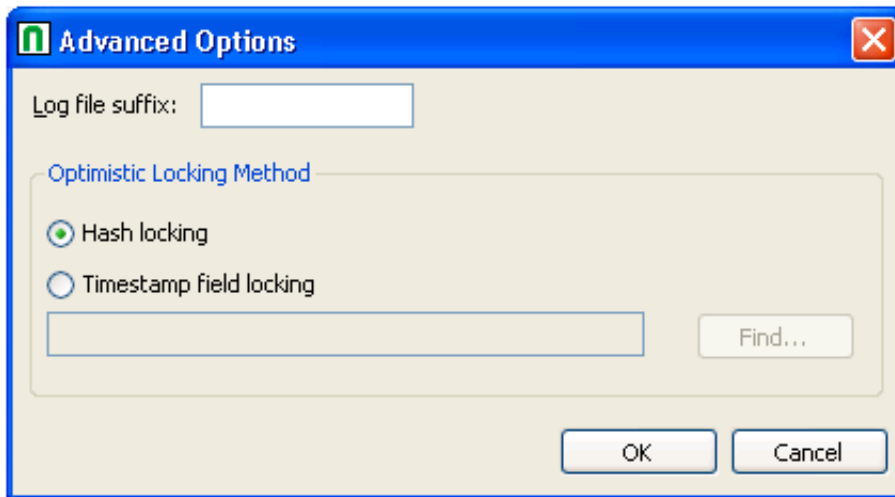 Advanced Options
Log file suffix:
Optimistic Locking Method
Hash locking
Timestamp field locking
Find...
OK
Cancel